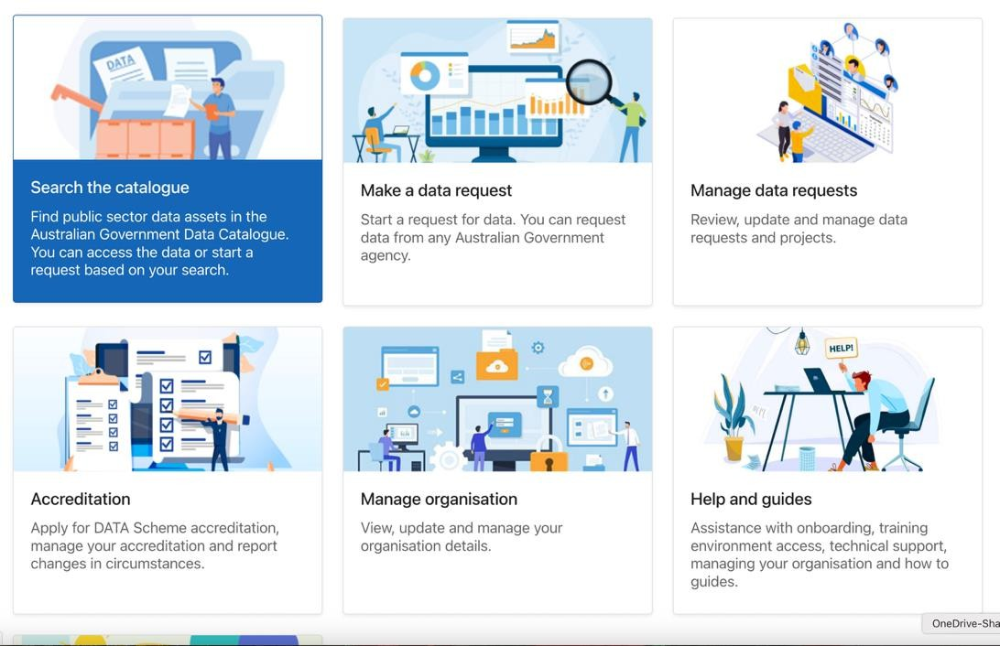 DATA
Search the catalogue
Find public sector data assets in the
Australian Government Data Catalogue.
You can access the data or start a
request based on your search.
Make a data request
Start a request for data. You can request
data from any Australian Government
agency.
Manage data requests
Review, update and manage data
requests and projects.
Accreditation
Apply for DATA Scheme accreditation,
manage your accreditation and report
changes in circumstances.
Manage organisation
View, update and manage your
organisation details.
HELP!
Help and guides
Assistance with onboarding, training
environment access, technical support,
managing your organisation and how to
guides.
OneDrive-Sha